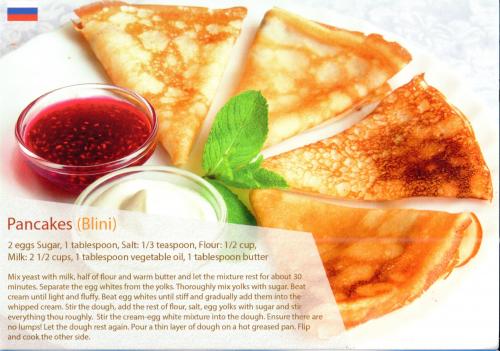 Pancakes (Blini)
2 eggs Sugar, 1 tablespoon, Salt: 1/3 teaspoon, Flour: 1/2 cup,
Milk: 2 1/2 cups, 1 tablespoon vegetable oil, 1 tablespoon butter
Mix yeast with milk, half of flour and warm butter and let the mixture rest for about 30
minutes. Separate the egg whites from the yolks. Thoroughly mix yolks with sugar. Beat
cream until light and fluffy. Beat egg whites until stiff and gradually add them into the
whipped cream. Stir the dough, add the rest of flour, salt, egg yolks with sugar and stir
everything thou roughly. Stir the cream-egg white mixture into the dough. Ensure there are
no lumps! Let the dough rest again. Pour a thin layer of dough on a hot greased pan. Flip
and cook the other side.